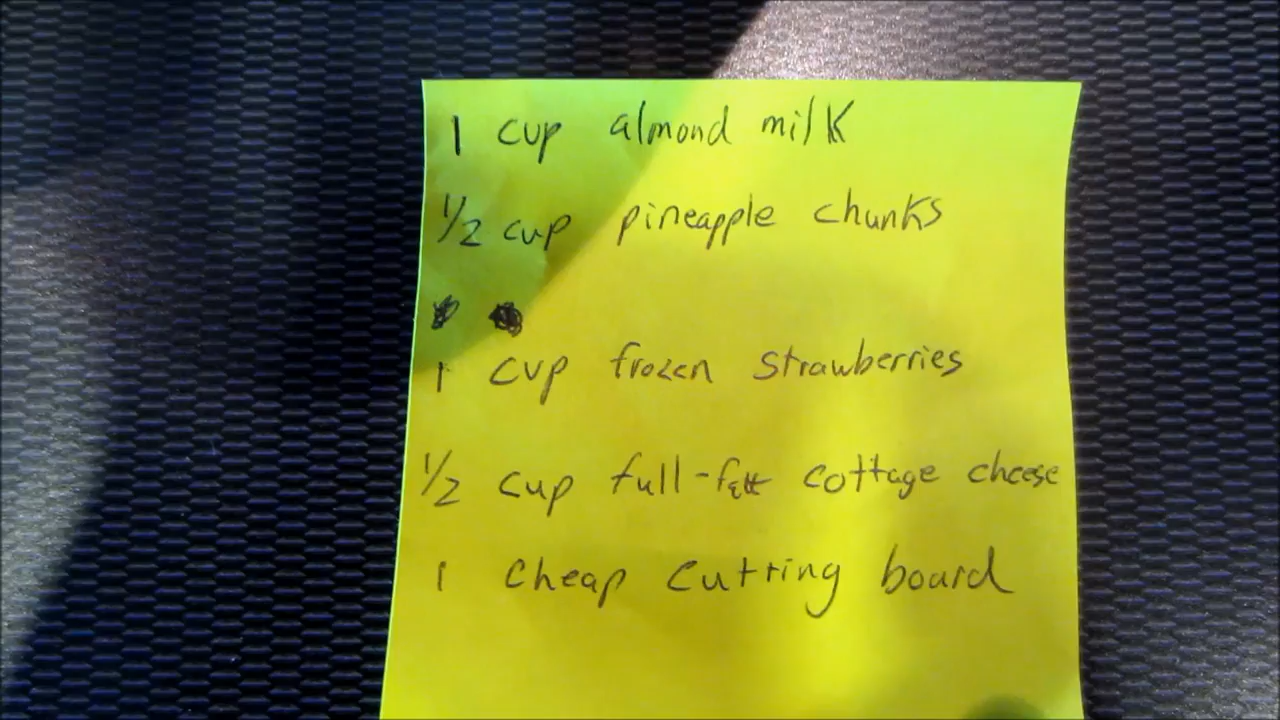 1 cup almond milk
1/2 cup pineapple chunks
1 cup frozen strawberries
1/2 cup full-fatt cottage cheese
1 cheap cutting board